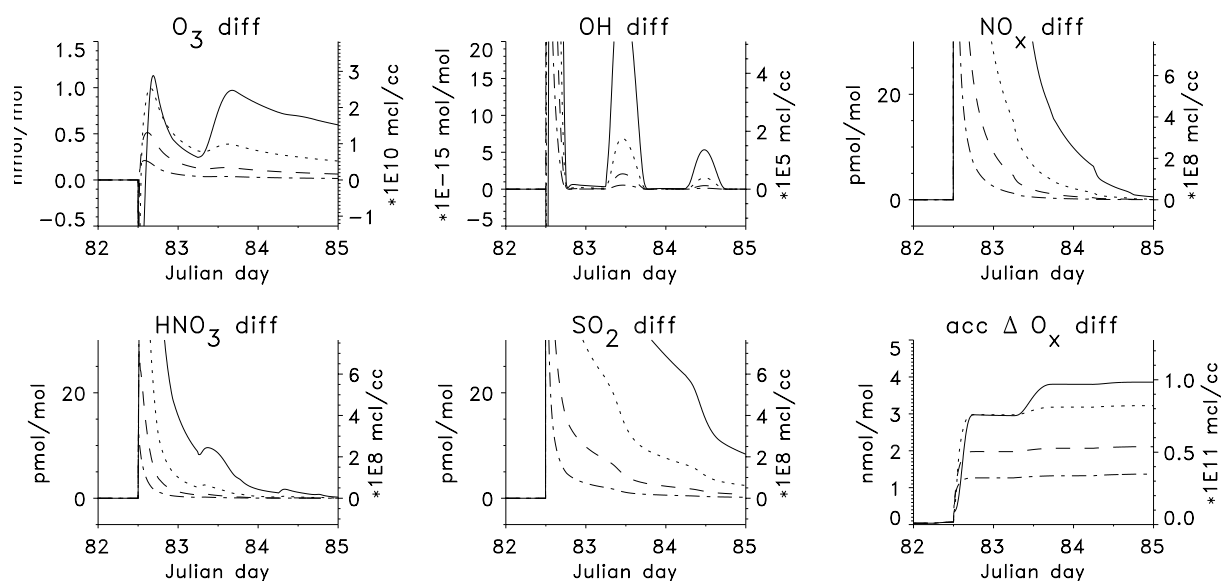 O3 diff
1.5
1.0
0.5
0.0
−0.5
nmol/mol
3
2
1
0
−1
*1E10 mcl/cc
82 83 84 85
Julian day
OH diff
20
15
10
5
0
−5
*1E−15 mol/mol
4
2
0
*1E5 mcl/cc
82 83 84 85
Julian day
NOx diff
20
0
pmol/mol
6
4
2
0
*1E8 mcl/cc
82 83 84 85
Julian day
HNO3 diff
20
0
pmol/mol
6
4
2
0
*1E8 mcl/cc
82 83 84 85
Julian day
SO2 diff
20
0
pmol/mol
6
4
2
0
*1E8 mcl/cc
82 83 84 85
Julian day
acc Δ Ox diff
5
4
3
2
1
0
nmol/mol
1.0
0.5
0.0
*1E11 mcl/cc
82 83 84 85
Julian day